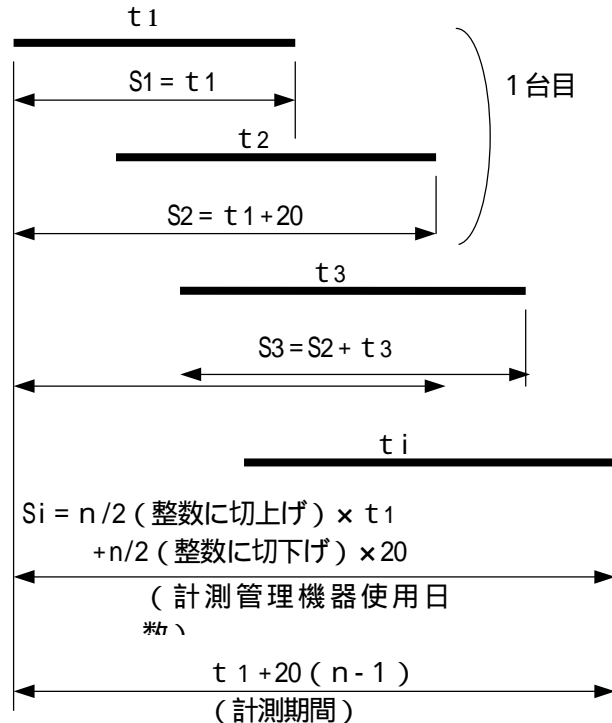 t1
S1 = t1
1台目
t2
S2 = t1+20
t3
S3=S2 + t3
ti
Si = n/2(整数に切上げ)× t1
+n/2(整数に切下げ)×20
(計測管理機器使用日
数)
t1+20(n-1)
(計測期間)